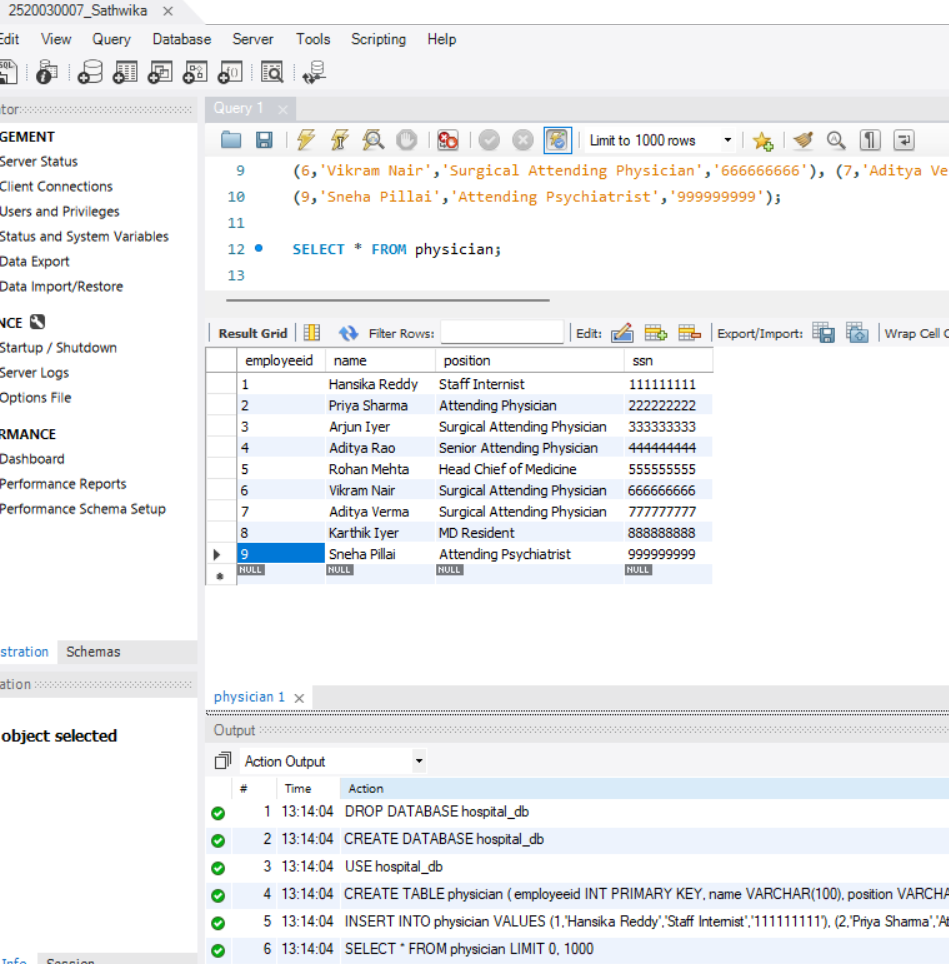 2520030007_Sathwika ×
Edit View Query Database Server Tools Scripting Help
Query 1 ×
GEMENT
Server Status
Client Connections
Users and Privileges
Status and System Variables
Data Export
Data Import/Restore
NCE
Startup / Shutdown
Server Logs
Options File
RMANCE
Dashboard
Performance Reports
Performance Schema Setup
stration Schemas
ation
object selected
Info Session
Limit to 1000 rows
9 (6,'Vikram Nair','Surgical Attending Physician','666666666'), (7,'Aditya Ve
10 (9,'Sneha Pillai','Attending Psychiatrist','999999999');
11
12 SELECT * FROM physician;
13
Result Grid Filter Rows: Edit: Export/Import: Wrap Cell C
employeeid name position ssn
1 Hansika Reddy Staff Internist 111111111
2 Priya Sharma Attending Physician 222222222
3 Arjun Iyer Surgical Attending Physician 333333333
4 Aditya Rao Senior Attending Physician 444444444
5 Rohan Mehta Head Chief of Medicine 555555555
6 Vikram Nair Surgical Attending Physician 666666666
7 Aditya Verma Surgical Attending Physician 777777777
8 Karthik Iyer MD Resident 888888888
9 Sneha Pillai Attending Psychiatrist 999999999
NULL NULL NULL NULL
physician 1 ×
Output
Action Output
# Time Action
1 13:14:04 DROP DATABASE hospital_db
2 13:14:04 CREATE DATABASE hospital_db
3 13:14:04 USE hospital_db
4 13:14:04 CREATE TABLE physician ( employeeid INT PRIMARY KEY, name VARCHAR(100), position VARCHA
5 13:14:04 INSERT INTO physician VALUES (1,'Hansika Reddy','Staff Internist','111111111'), (2,'Priya Sharma','At
6 13:14:04 SELECT * FROM physician LIMIT 0, 1000